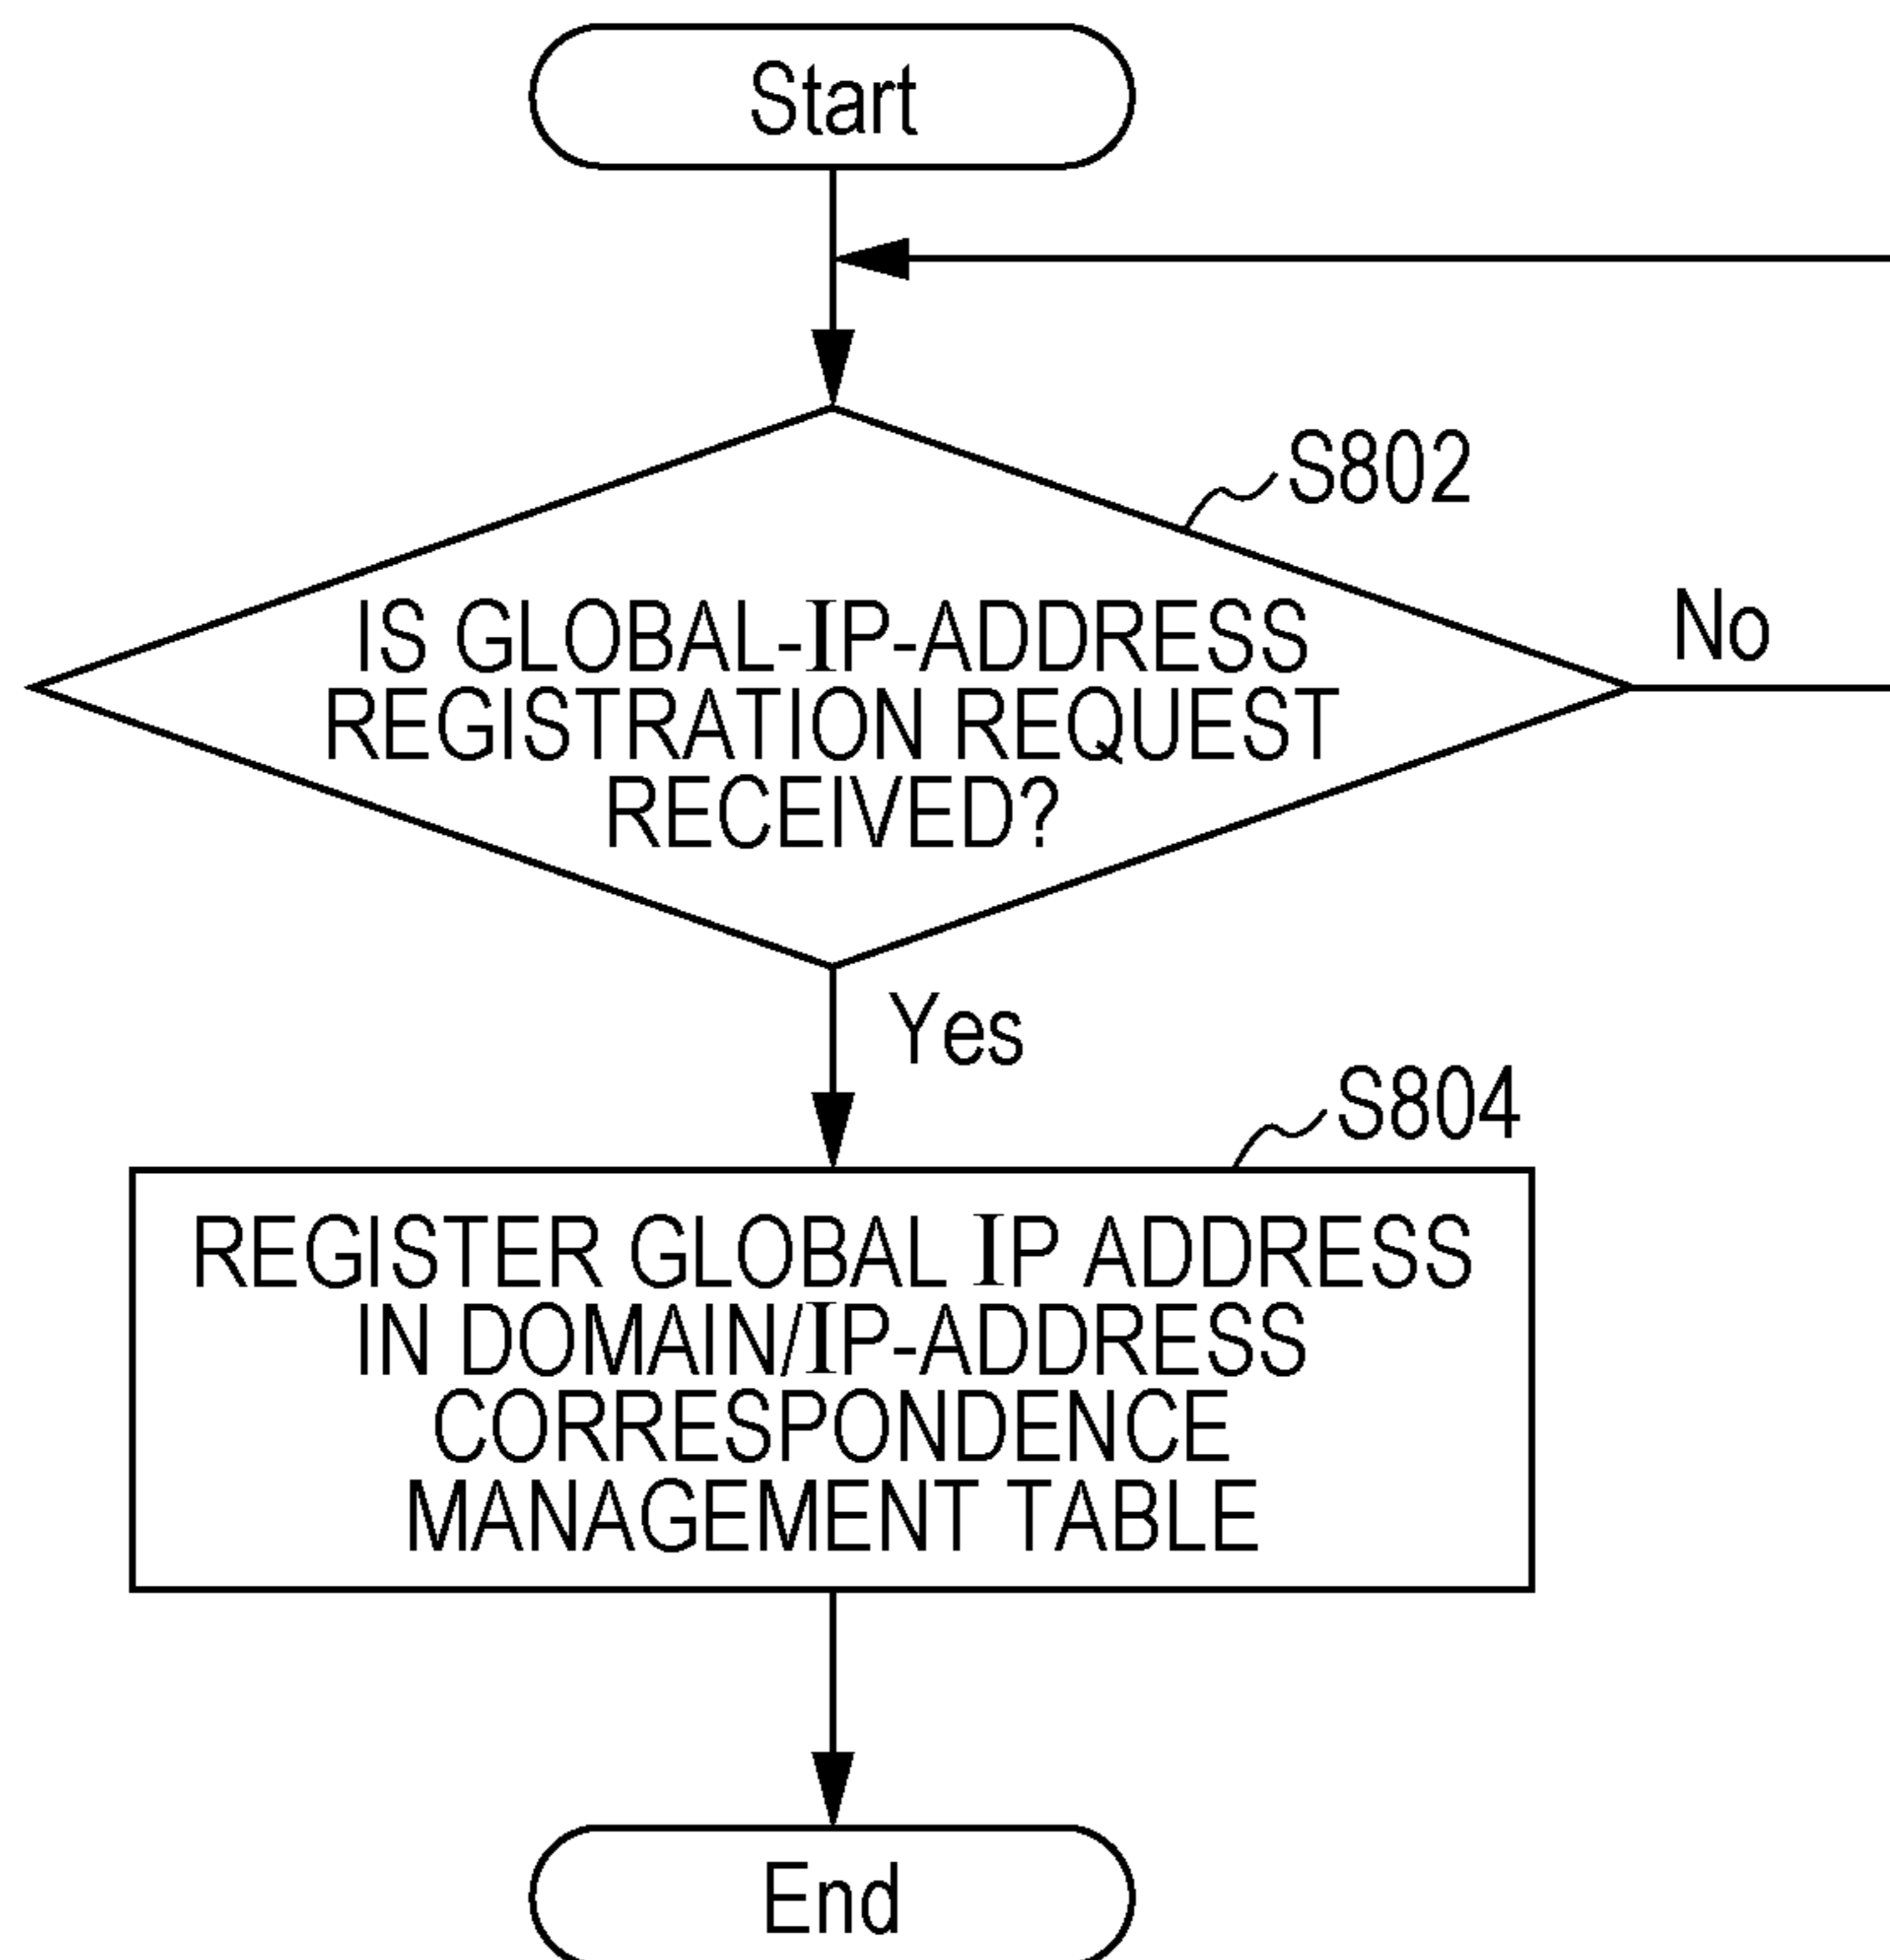 Start
S802
IS GLOBAL-IP-ADDRESS
REGISTRATION REQUEST
RECEIVED?
No
Yes
S804
REGISTER GLOBAL IP ADDRESS
IN DOMAIN/IP-ADDRESS
CORRESPONDENCE
MANAGEMENT TABLE
End